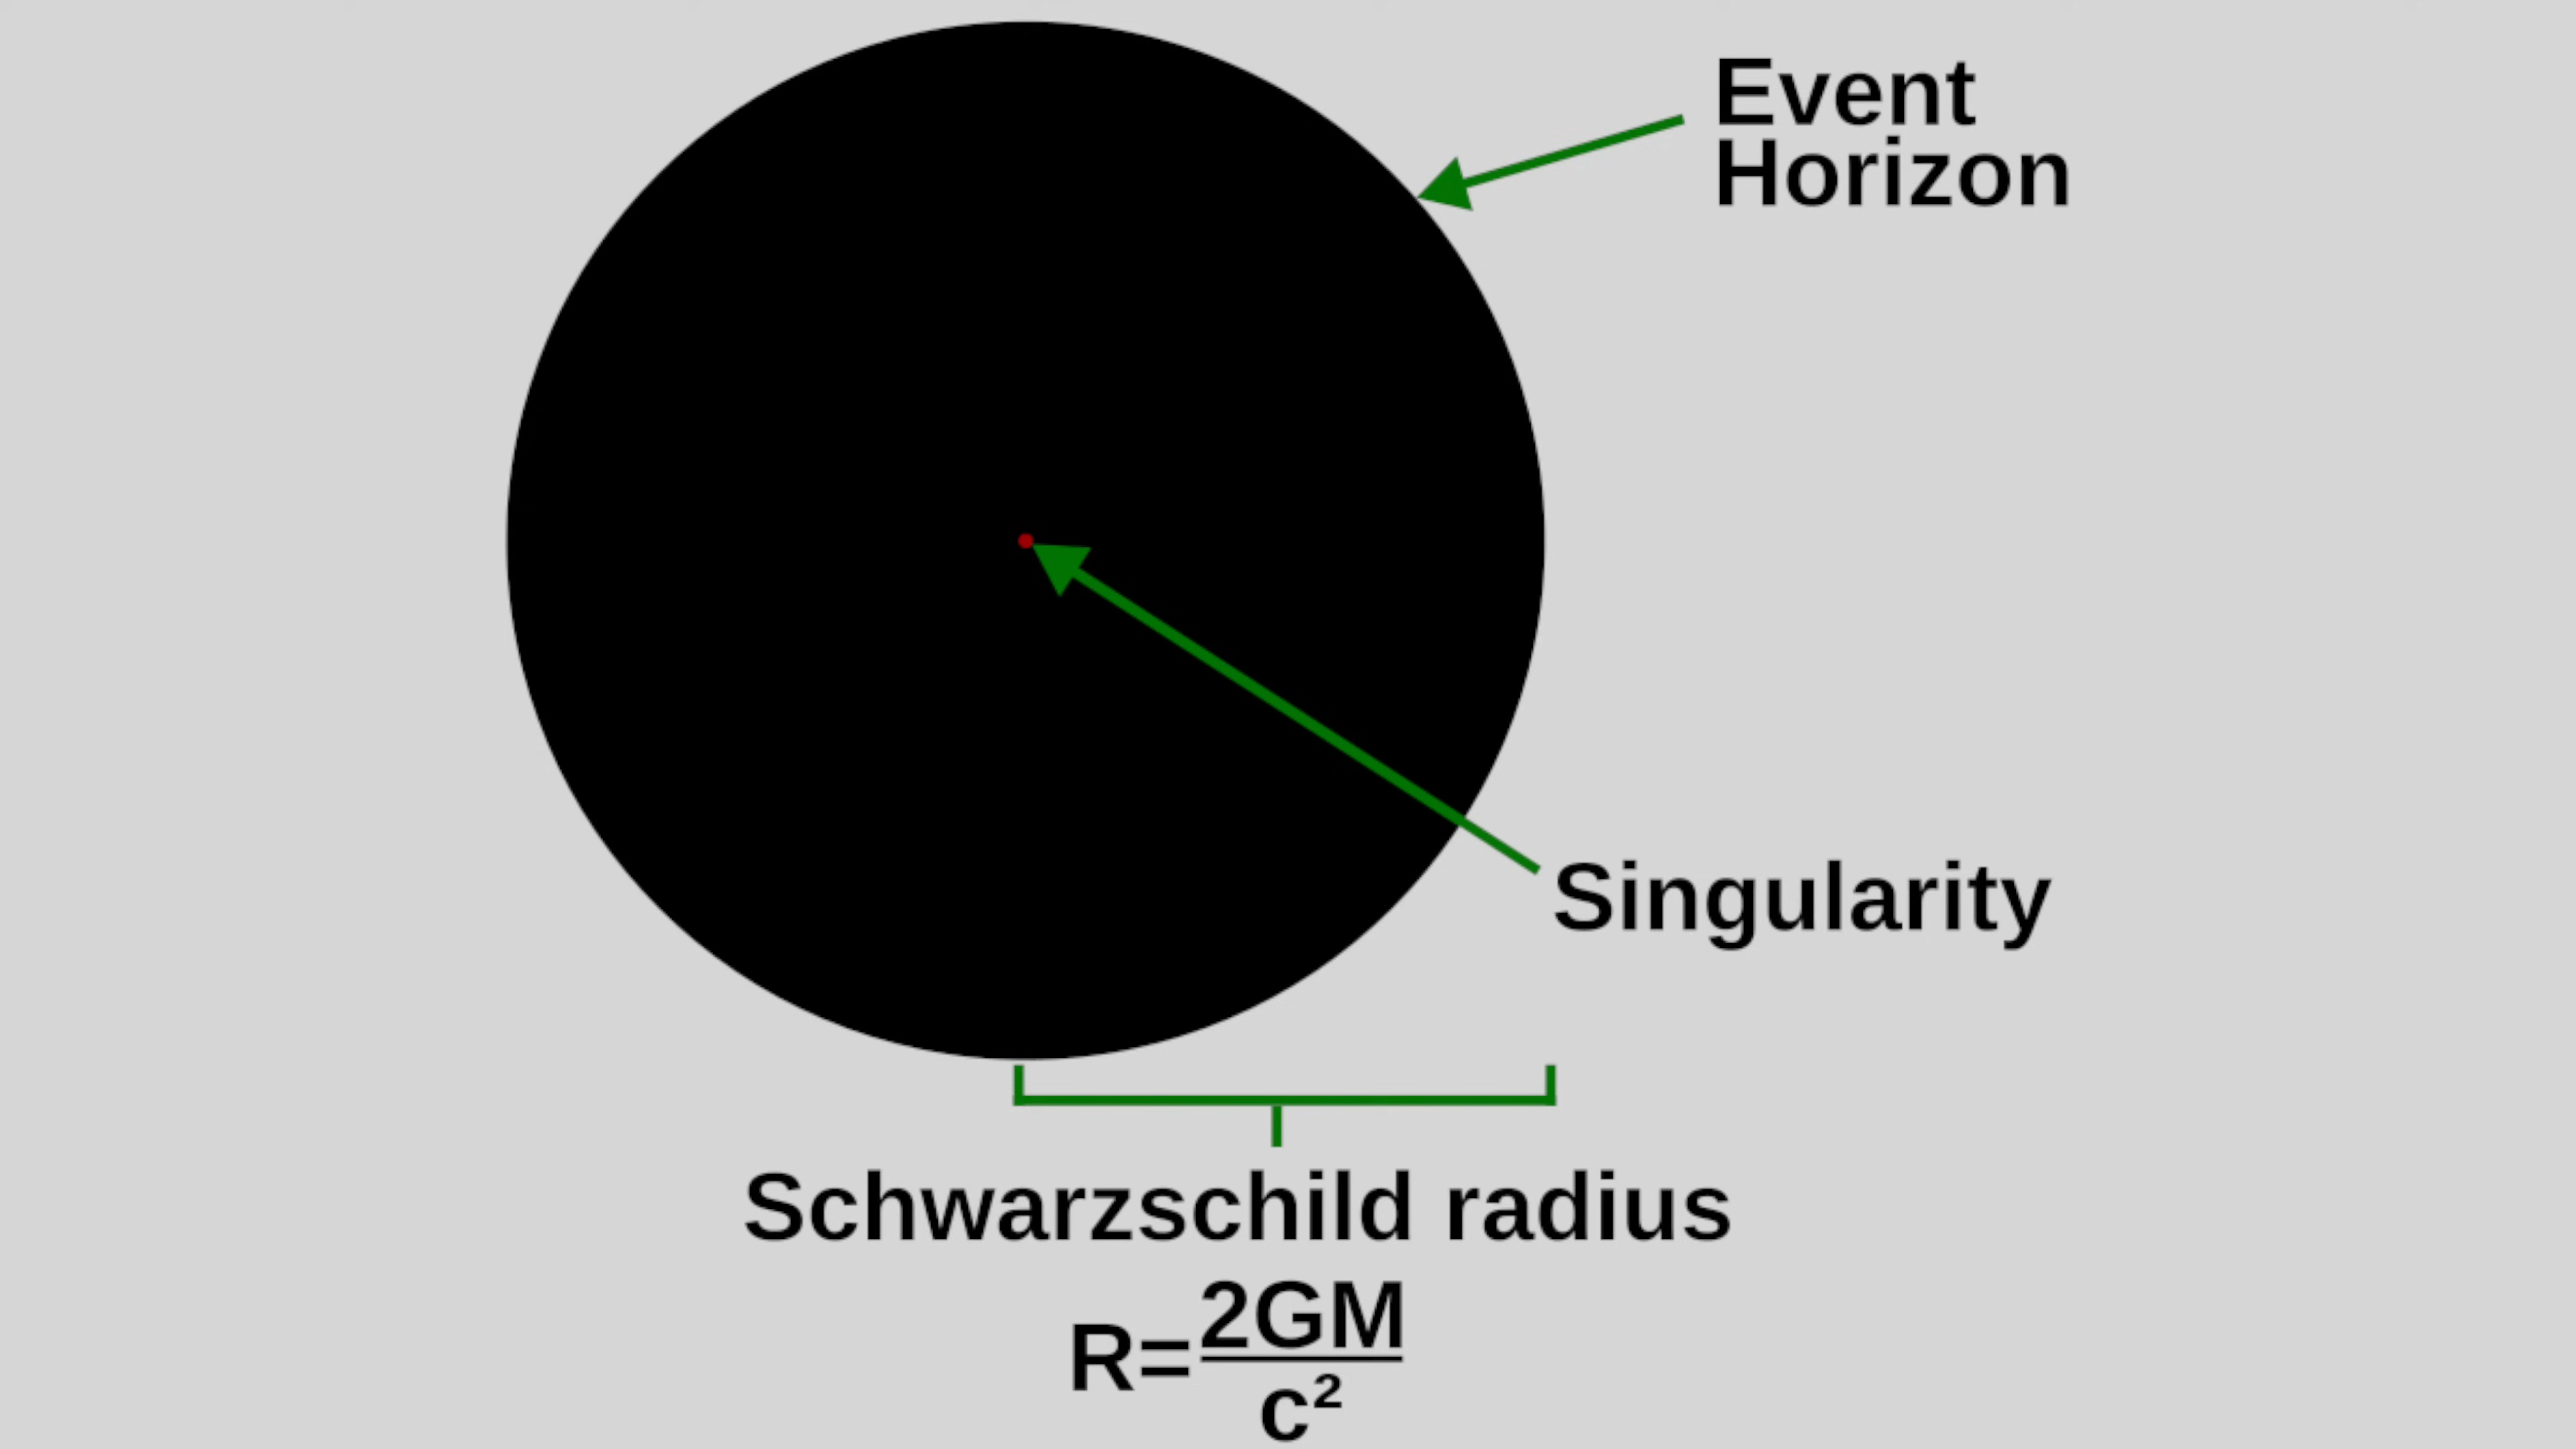 Event
Horizon
Singularity
Schwarzschild radius
R=2GM
c²